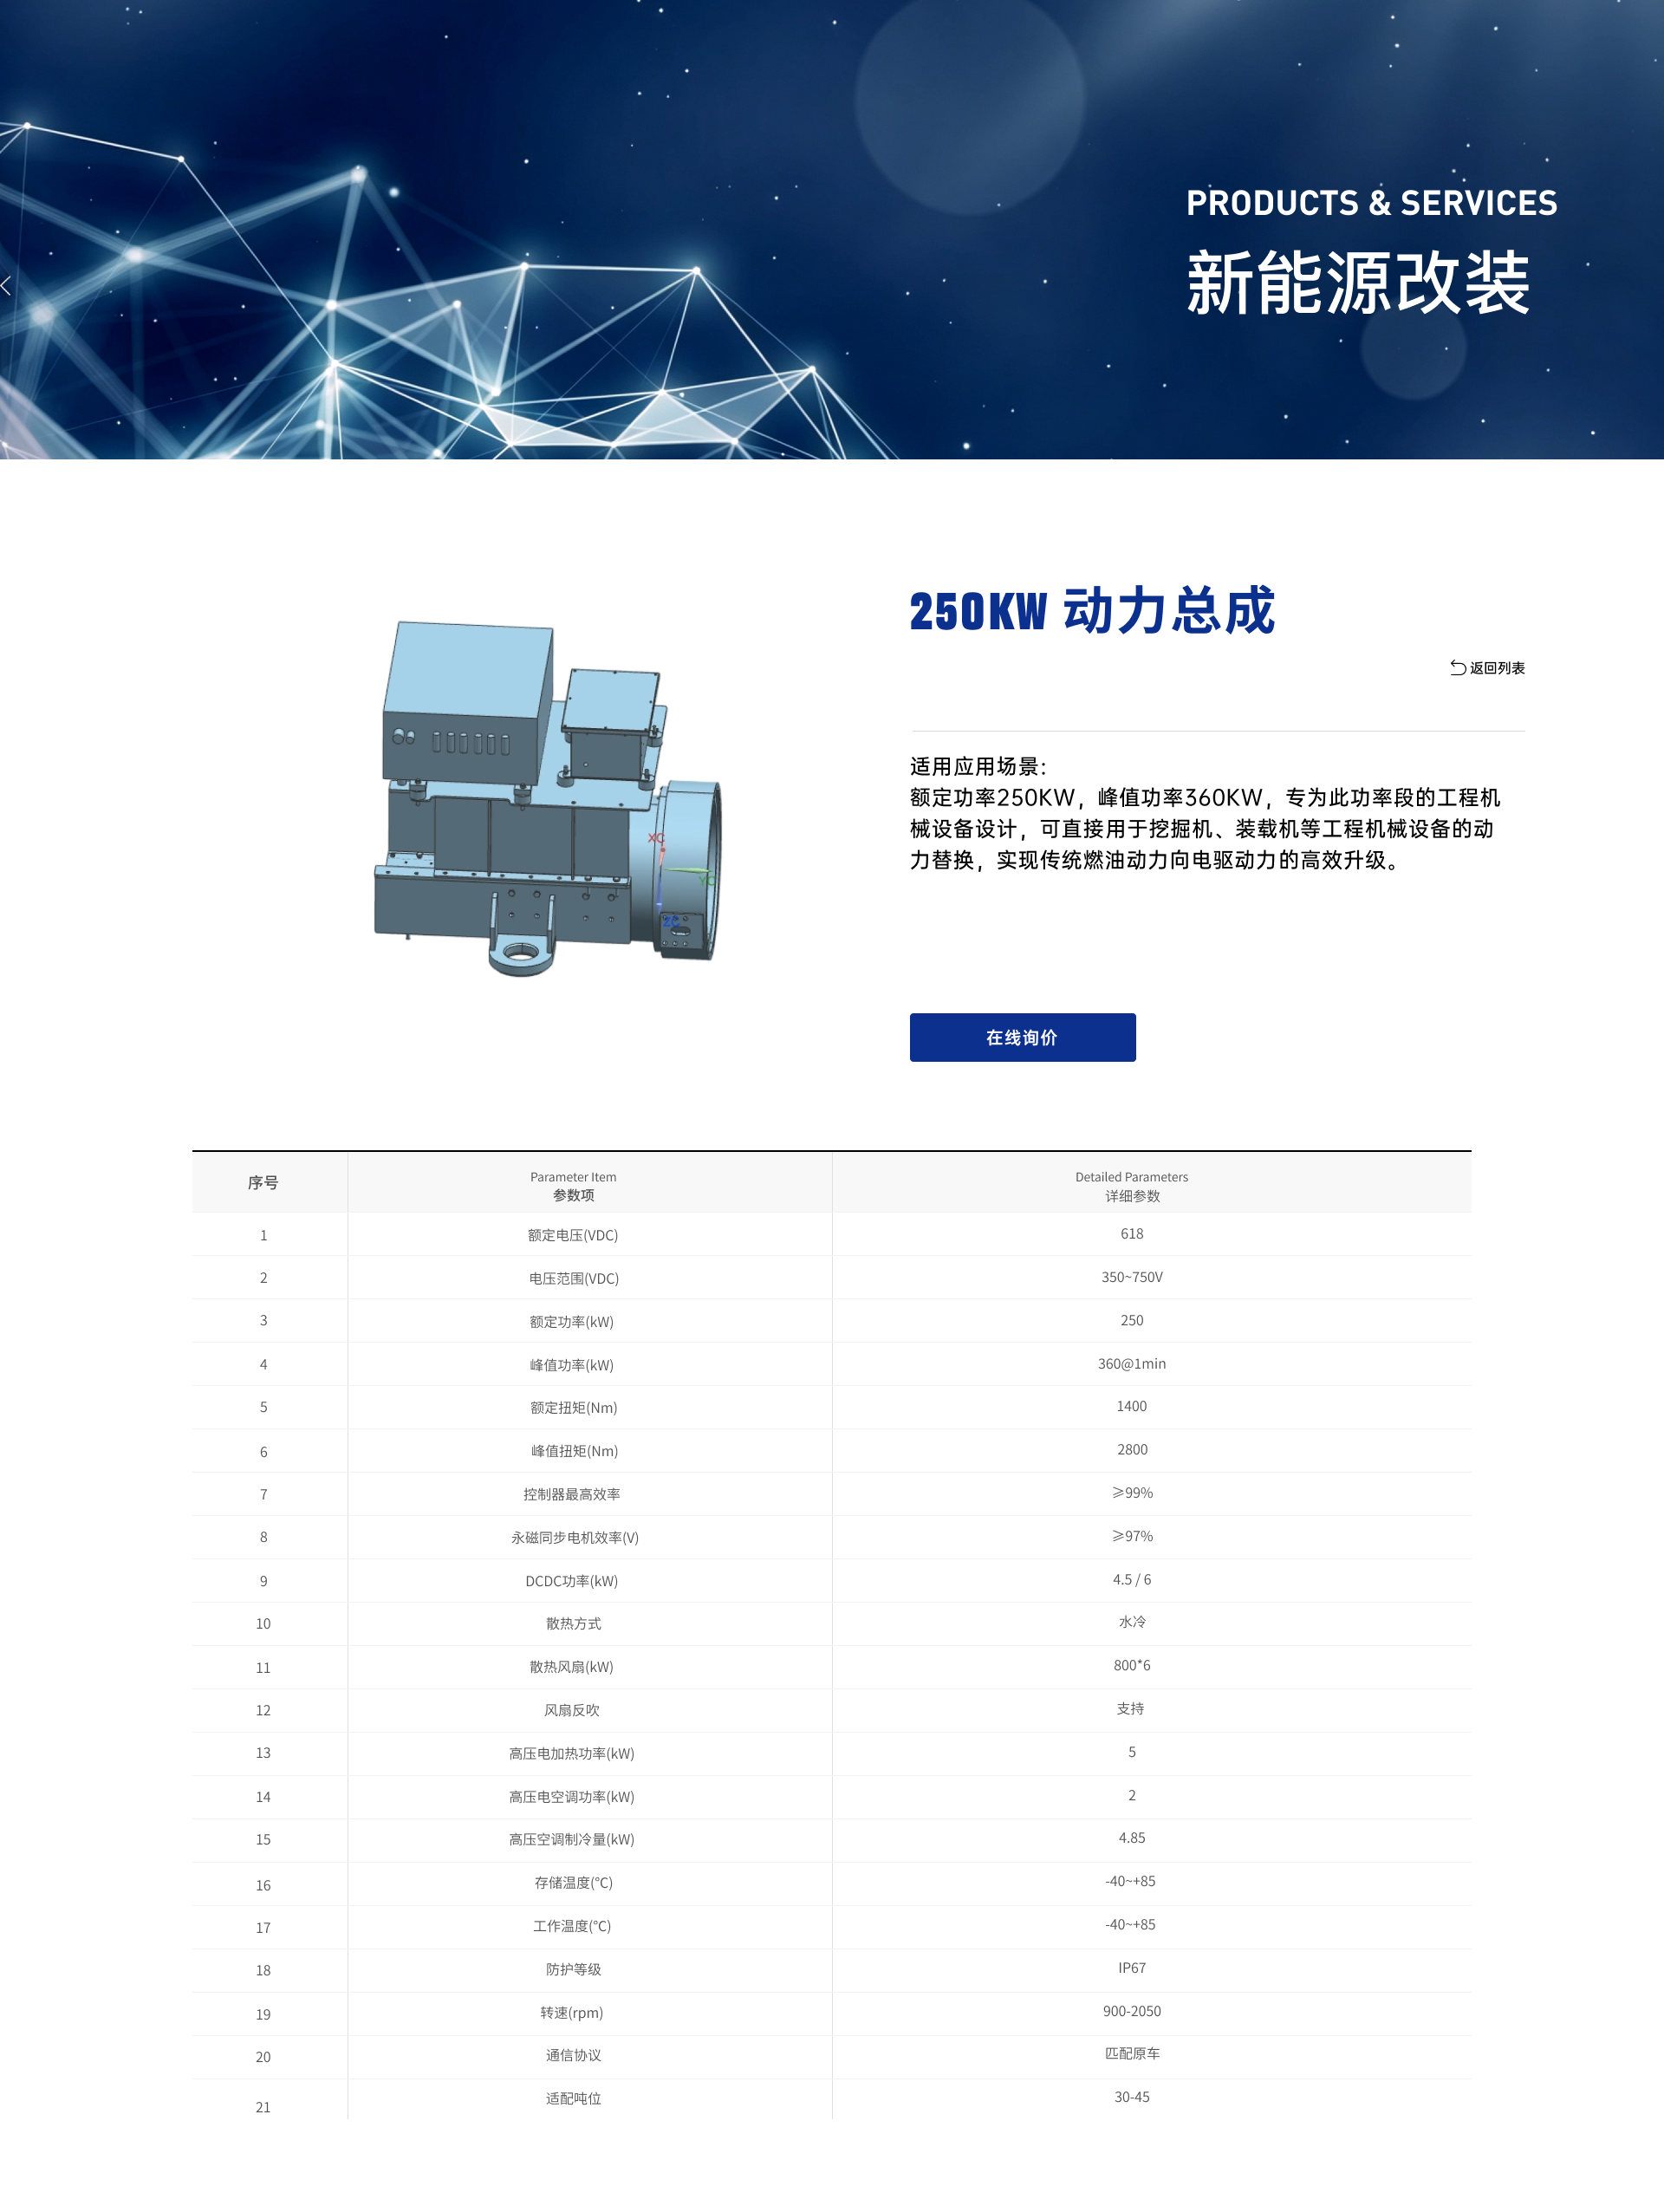 PRODUCTS & SERVICES
新能源改装
250KW 动力总成
返回列表
适用应用场景:
额定功率250KW，峰值功率360KW，专为此功率段的工程机
械设备设计，可直接用于挖掘机、装载机等工程机械设备的动
力替换，实现传统燃油动力向电驱动力的高效升级。
XC
YC
ZC
在线询价
序号 Parameter Item Detailed Parameters
参数项 详细参数
1 额定电压(VDC) 618
2 电压范围(VDC) 350~750V
3 额定功率(kW) 250
4 峰值功率(kW) 360@1min
5 额定扭矩(Nm) 1400
6 峰值扭矩(Nm) 2800
7 控制器最高效率 ≥99%
8 永磁同步电机效率(V) ≥97%
9 DCDC功率(kW) 4.5 / 6
10 散热方式 水冷
11 散热风扇(kW) 800*6
12 风扇反吹 支持
13 高压电加热功率(kW) 5
14 高压电空调功率(kW) 2
15 高压空调制冷量(kW) 4.85
16 存储温度(℃) -40~+85
17 工作温度(℃) -40~+85
18 防护等级 IP67
19 转速(rpm) 900-2050
20 通信协议 匹配原车
21 适配吨位 30-45